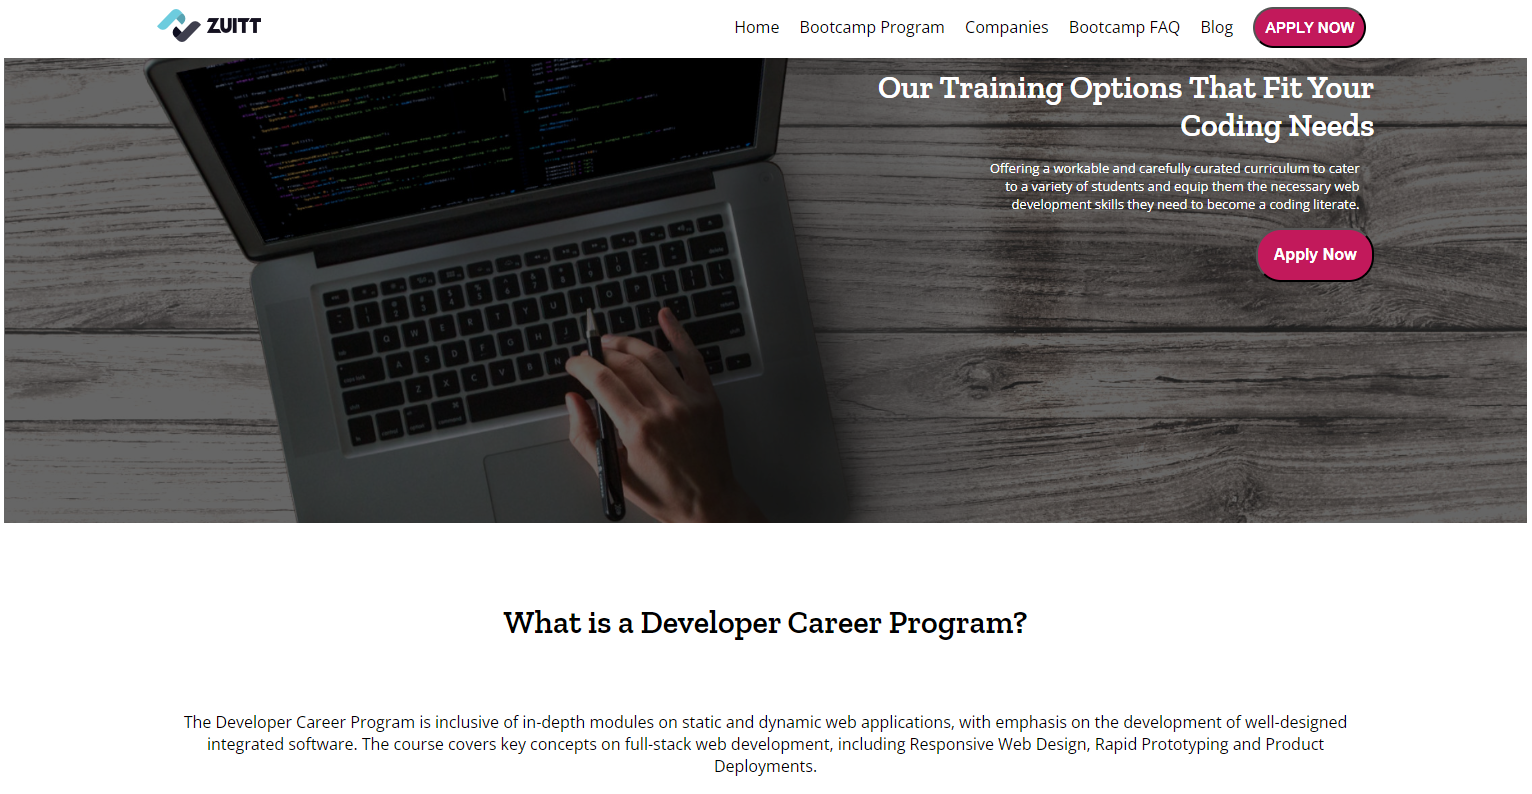 ZUITT
Home Bootcamp Program Companies Bootcamp FAQ Blog APPLY NOW
Our Training Options That Fit Your
Coding Needs
Offering a workable and carefully curated curriculum to cater
to a variety of students and equip them the necessary web
development skills they need to become a coding literate.
Apply Now
What is a Developer Career Program?
The Developer Career Program is inclusive of in-depth modules on static and dynamic web applications, with emphasis on the development of well-designed
integrated software. The course covers key concepts on full-stack web development, including Responsive Web Design, Rapid Prototyping and Product
Deployments.